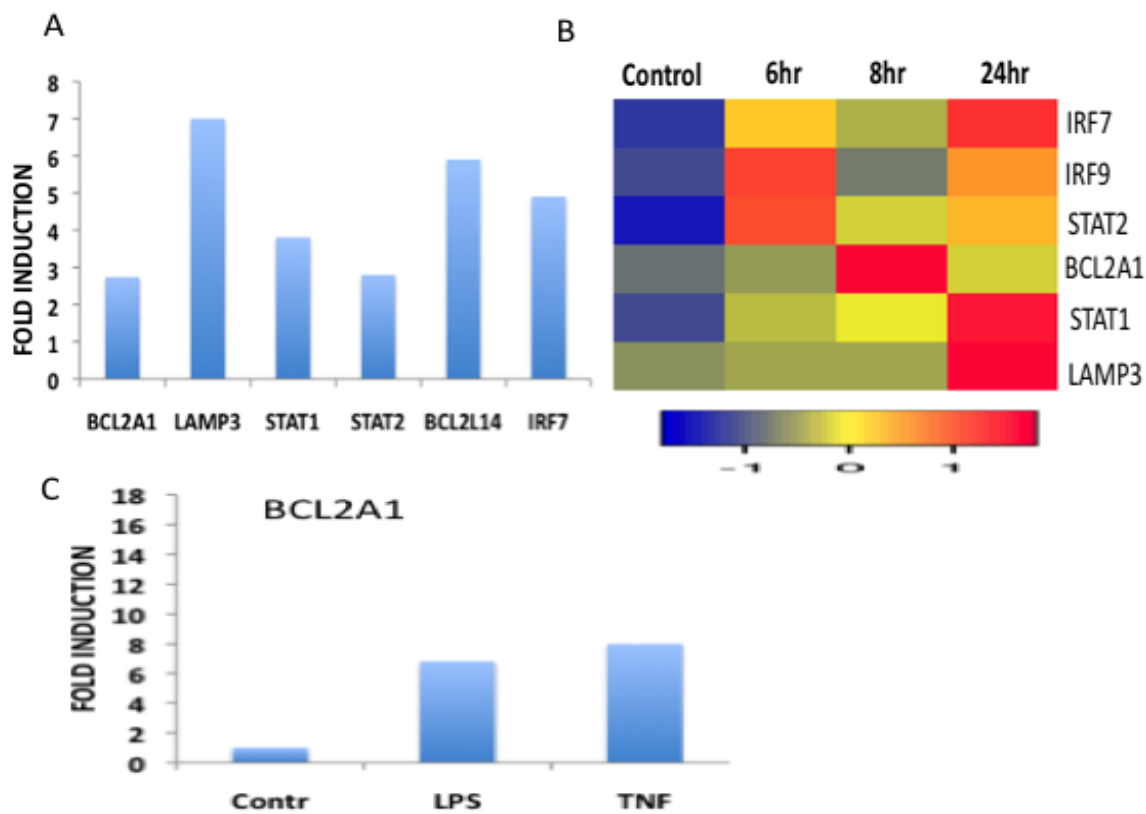 A
FOLD INDUCTION
8
7
6
5
4
3
2
1
0
BCL2A1 LAMP3 STAT1 STAT2 BCL2L14 IRF7
B
Control 6hr 8hr 24hr
IRF7
IRF9
STAT2
BCL2A1
STAT1
LAMP3
-1 0 1
C
BCL2A1
FOLD INDUCTION
18
16
14
12
10
8
6
4
2
0
Contr LPS TNF